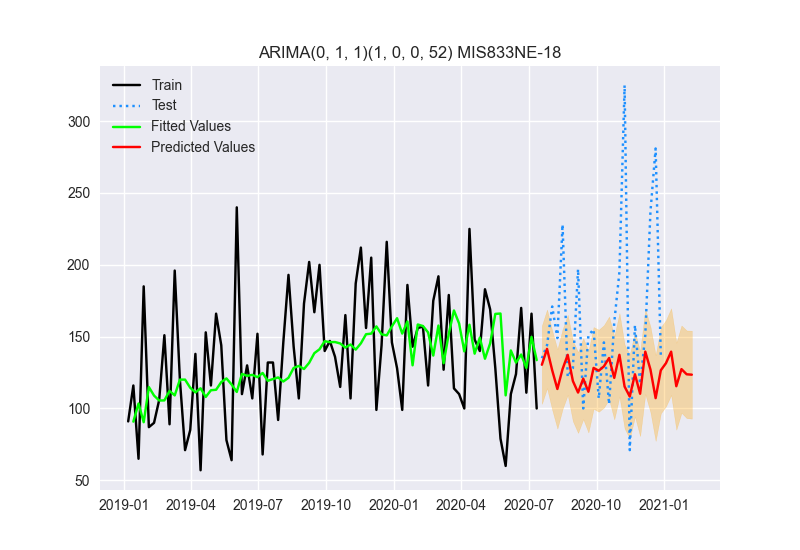 ARIMA(0, 1, 1)(1, 0, 0, 52) MIS833NE-18
Train
Test
Fitted Values
Predicted Values
300
250
200
150
100
50
2019-01 2019-04 2019-07 2019-10 2020-01 2020-04 2020-07 2020-10 2021-01